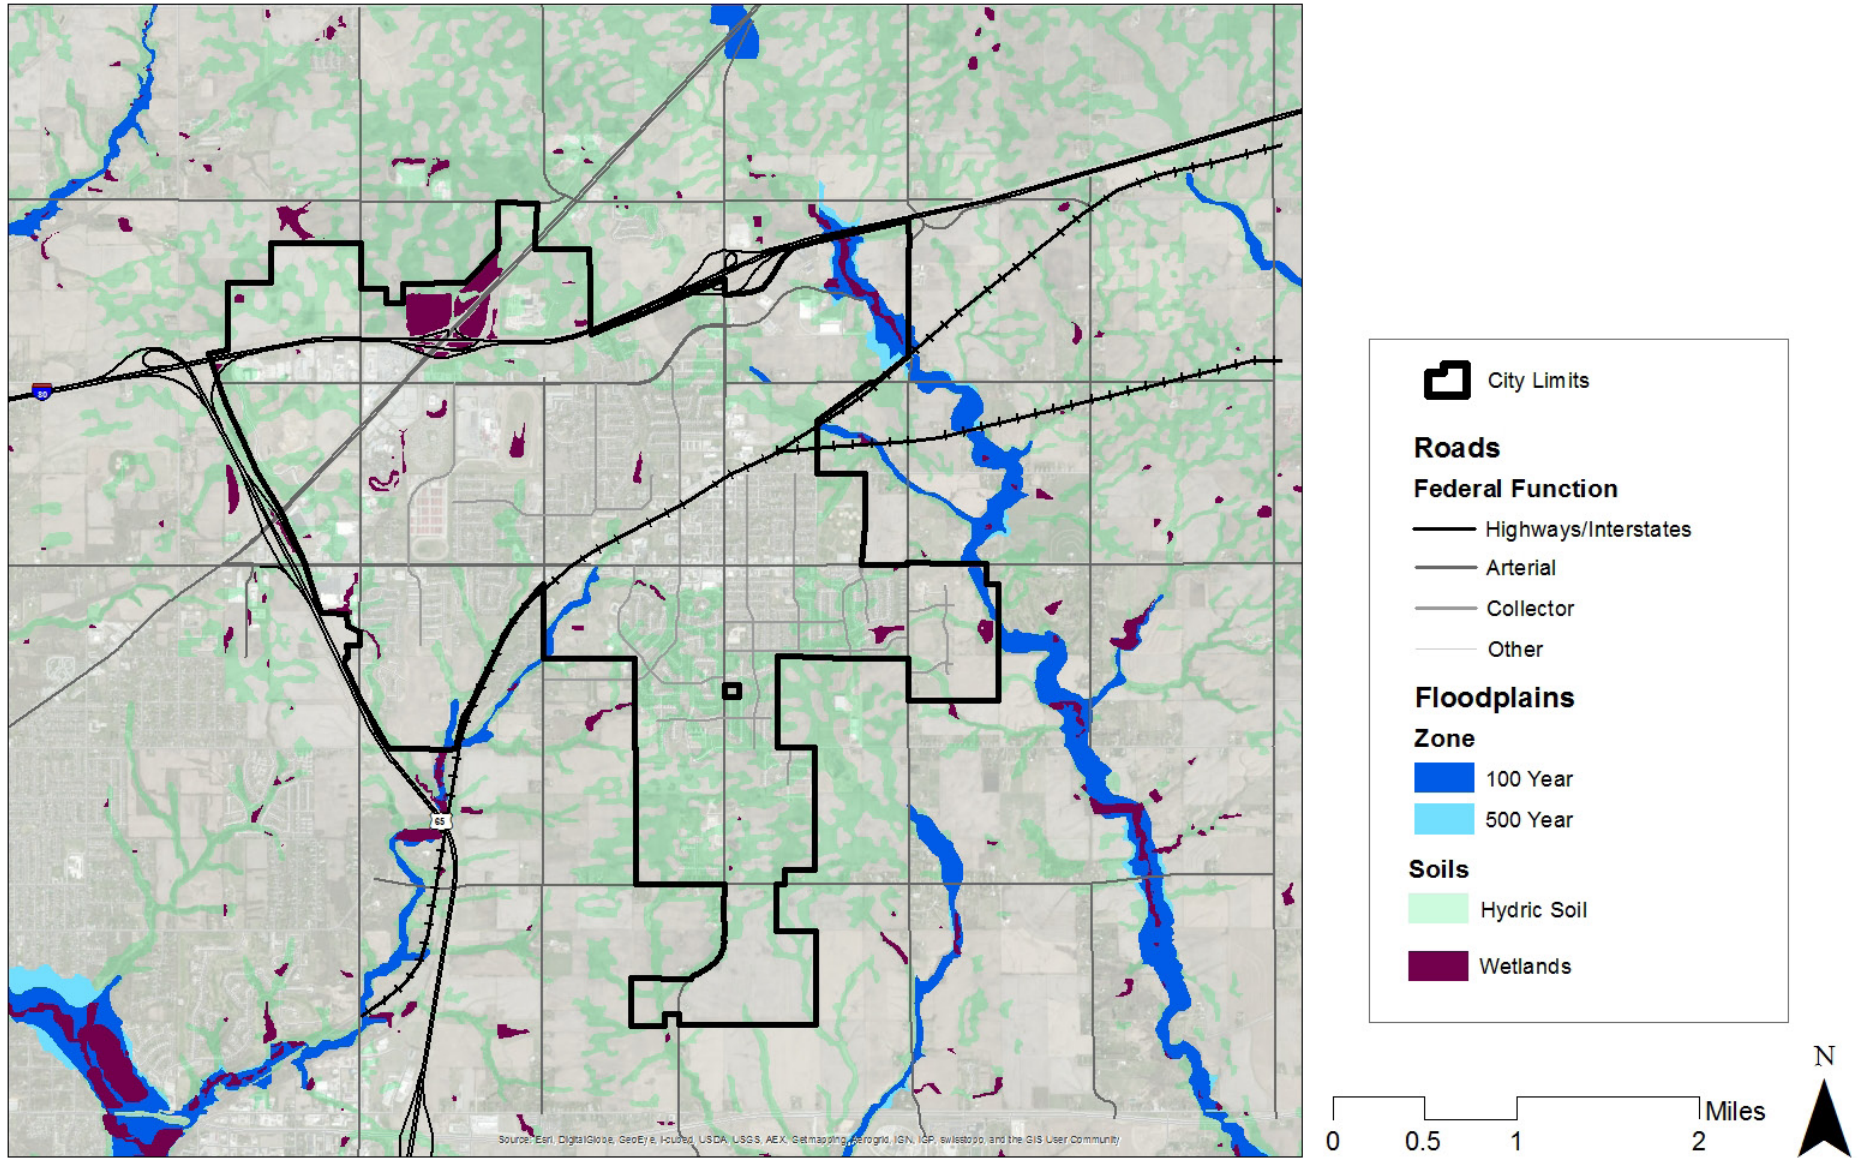 80
65
Source: Esri, DigitalGlobe, GeoEye, i-cubed, USDA, USGS, AEX, Getmapping, Aerogrid, IGN, IGP, swisstopo, and the GIS User Community
City Limits
Roads
Federal Function
Highways/Interstates
Arterial
Collector
Other
Floodplains
Zone
100 Year
500 Year
Soils
Hydric Soil
Wetlands
N
Miles
0 0.5 1 2